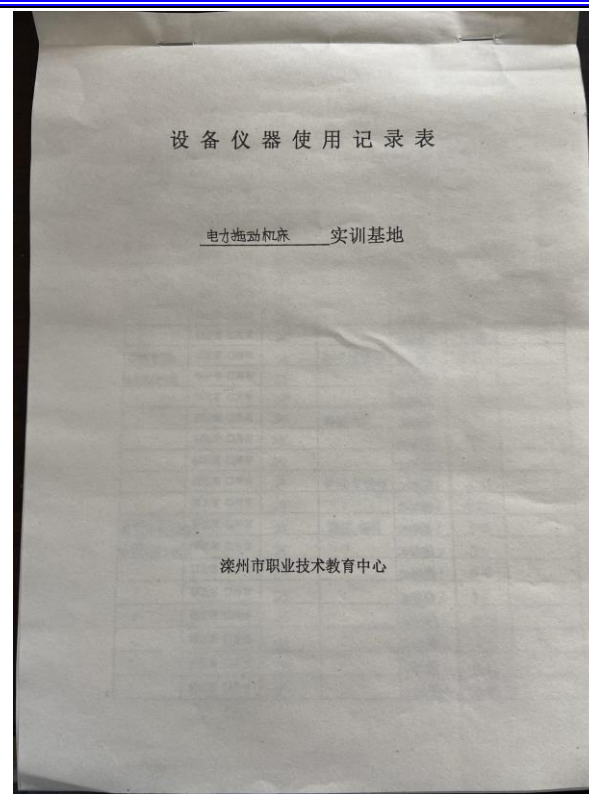 设备仪器使用记录表
电力拖动机床 实训基地
滦州市职业技术教育中心